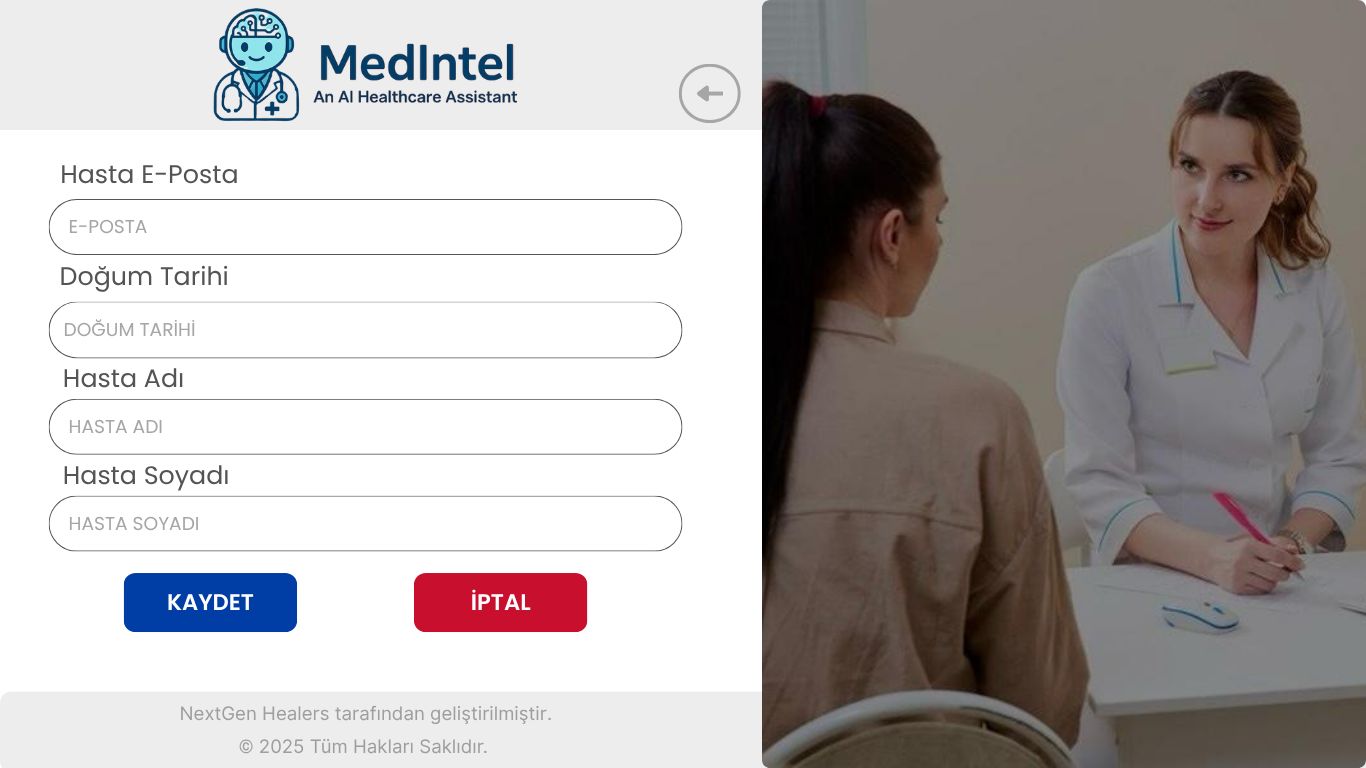 MedIntel
An AI Healthcare Assistant
Hasta E-Posta
E-POSTA
Doğum Tarihi
DOĞUM TARİHİ
Hasta Adı
HASTA ADI
Hasta Soyadı
HASTA SOYADI
KAYDET
İPTAL
NextGen Healers tarafından geliştirilmiştir.
© 2025 Tüm Hakları Saklıdır.